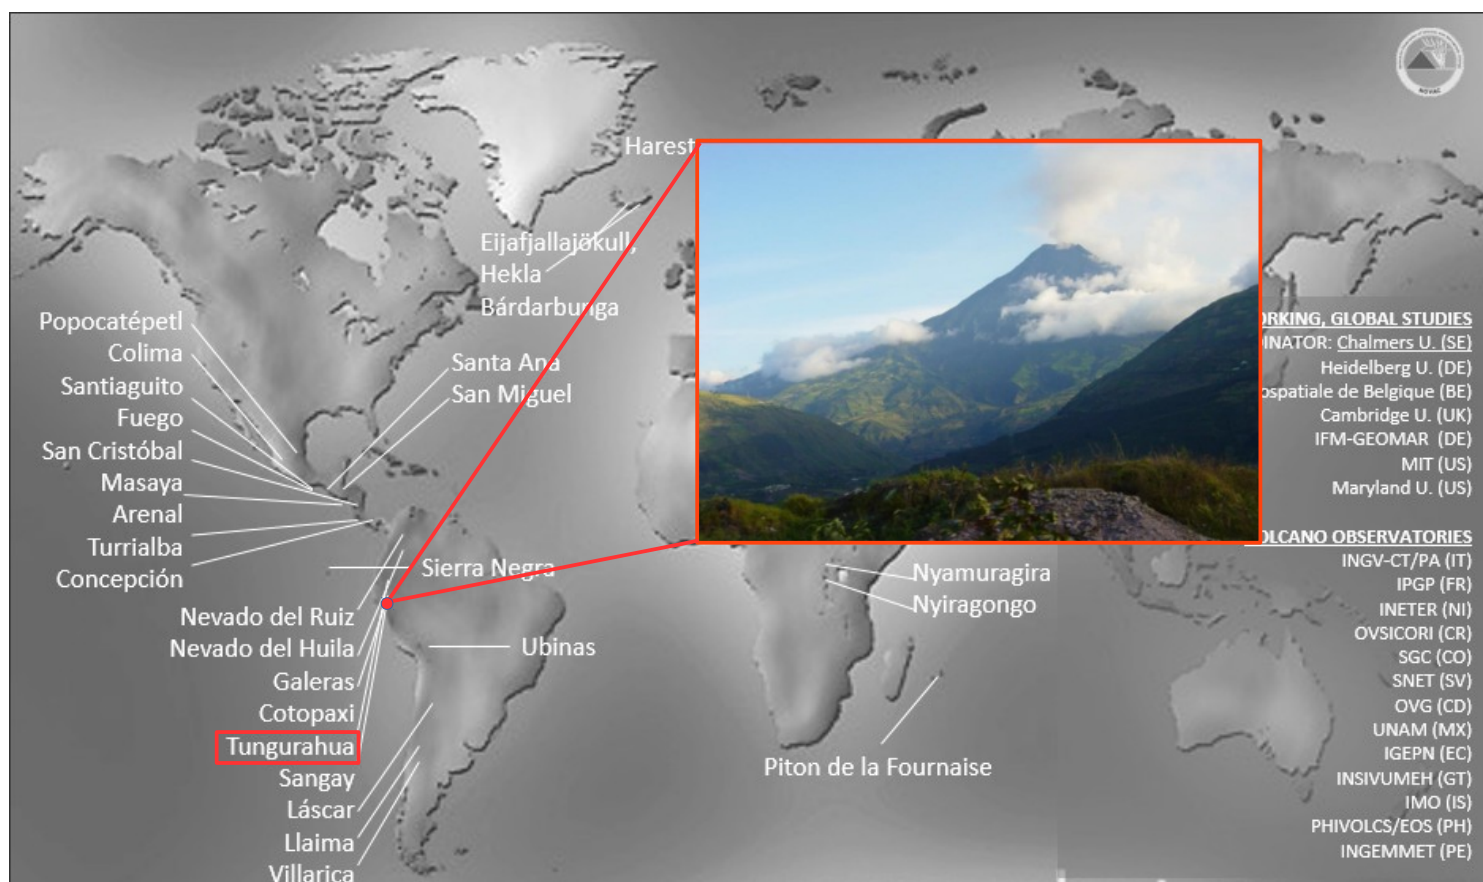 NOVAC
Harest
Eijafjallajökull,
Hekla
Bárdarbunga
Popocatépetl
Colima
Santiaguito
Fuego
San Cristóbal
Masaya
Arenal
Turrialba
Concepción
Santa Ana
San Miguel
Sierra Negra
Nevado del Ruiz
Nevado del Huila
Galeras
Cotopaxi
Tungurahua
Sangay
Láscar
Llaima
Villarica
Ubinas
Nyamuragira
Nyiragongo
Piton de la Fournaise
ORKING, GLOBAL STUDIES
INATOR: Chalmers U. (SE)
Heidelberg U. (DE)
ospatiale de Belgique (BE)
Cambridge U. (UK)
IFM-GEOMAR (DE)
MIT (US)
Maryland U. (US)
OLCANO OBSERVATORIES
INGV-CT/PA (IT)
IPGP (FR)
INETER (NI)
OVSICORI (CR)
SGC (CO)
SNET (SV)
OVG (CD)
UNAM (MX)
IGEPN (EC)
INSIVUMEH (GT)
IMO (IS)
PHIVOLCS/EOS (PH)
INGEMMET (PE)